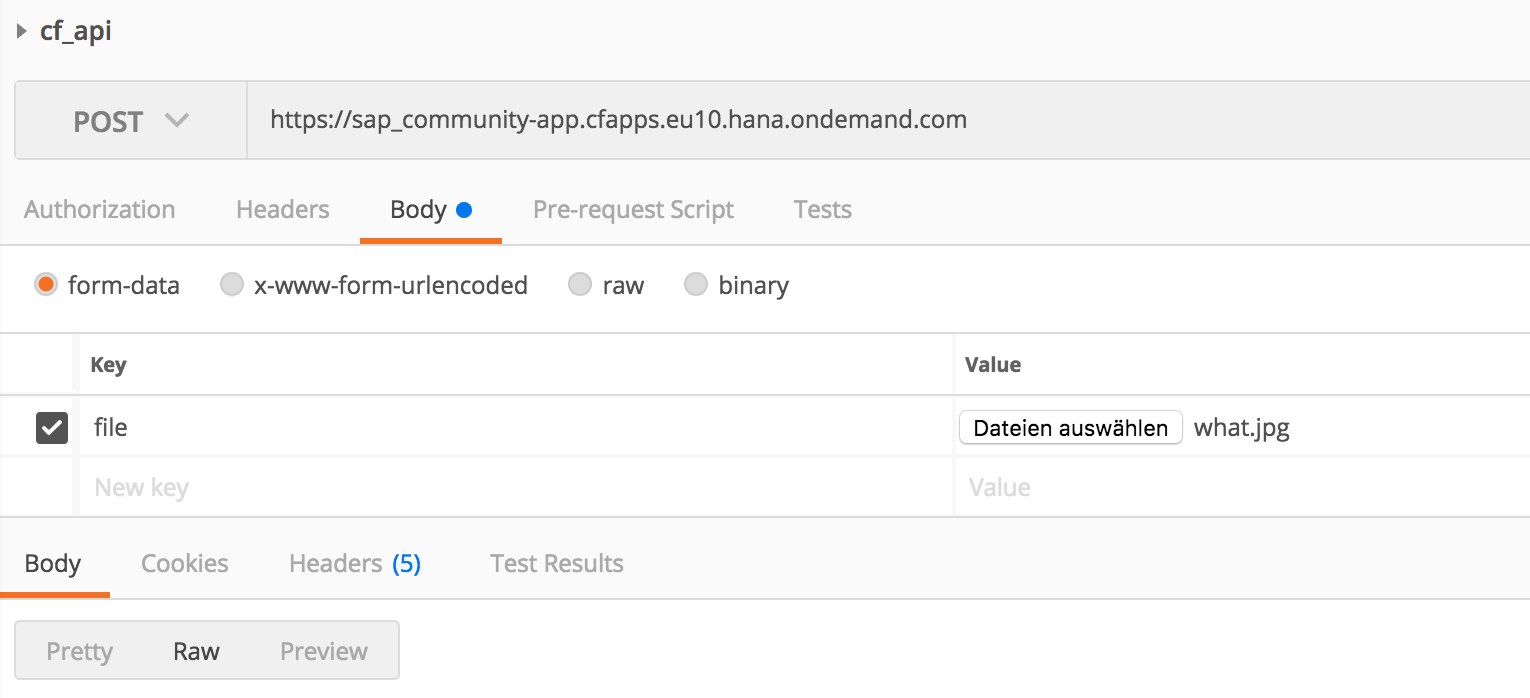 cf_api
POST https://sap_community-app.cfapps.eu10.hana.ondemand.com
Authorization Headers Body Pre-request Script Tests
form-data x-www-form-urlencoded raw binary
Key Value
file Dateien auswählen what.jpg
New key Value
Body Cookies Headers (5) Test Results
Pretty Raw Preview